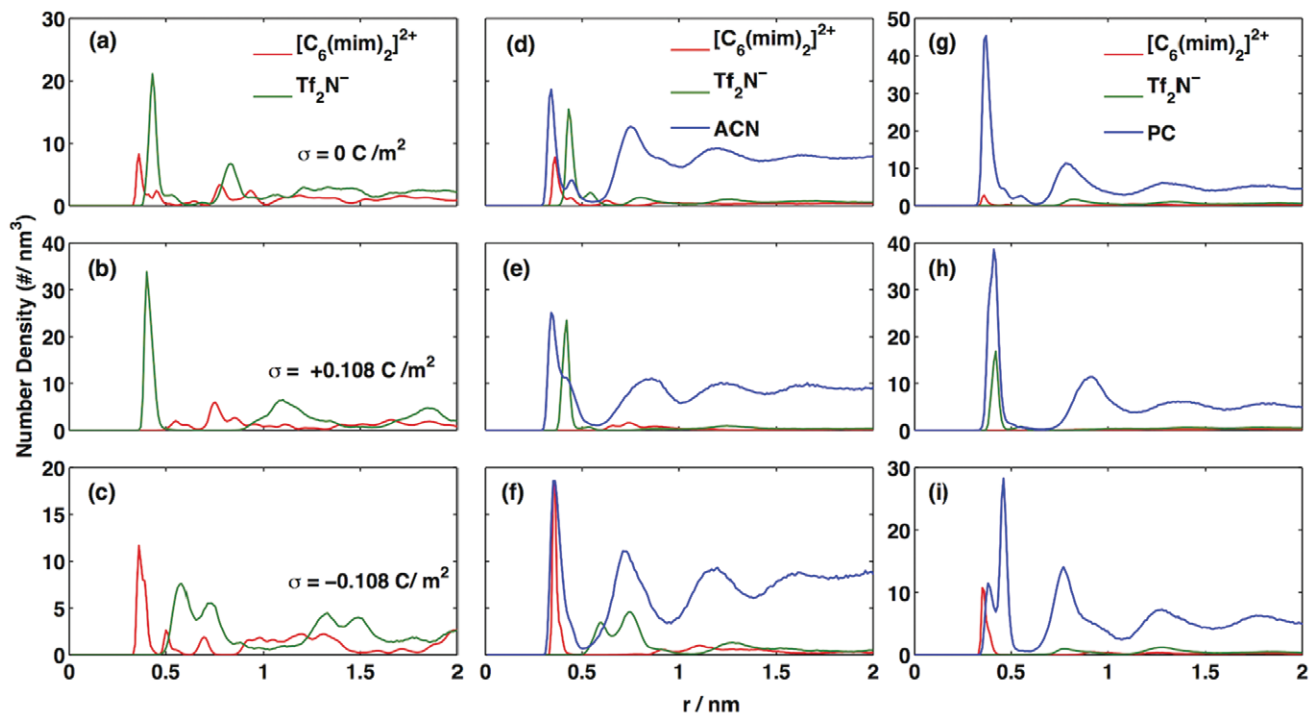 (a)
[C₆(mim)₂]²⁺
Tf₂N⁻
σ = 0 C /m²
30
20
10
0
(d)
[C₆(mim)₂]²⁺
Tf₂N⁻
ACN
(g)
[C₆(mim)₂]²⁺
Tf₂N⁻
PC
50
40
30
20
10
0
Number Density (#/ nm³)
(b)
σ = +0.108 C /m²
40
30
20
10
0
(e)
(h)
40
30
20
10
0
(c)
σ = −0.108 C/ m²
20
15
10
5
0
(f)
(i)
30
20
10
0
0 0.5 1 1.5 2
0 0.5 1 1.5 2
0 0.5 1 1.5 2
r / nm